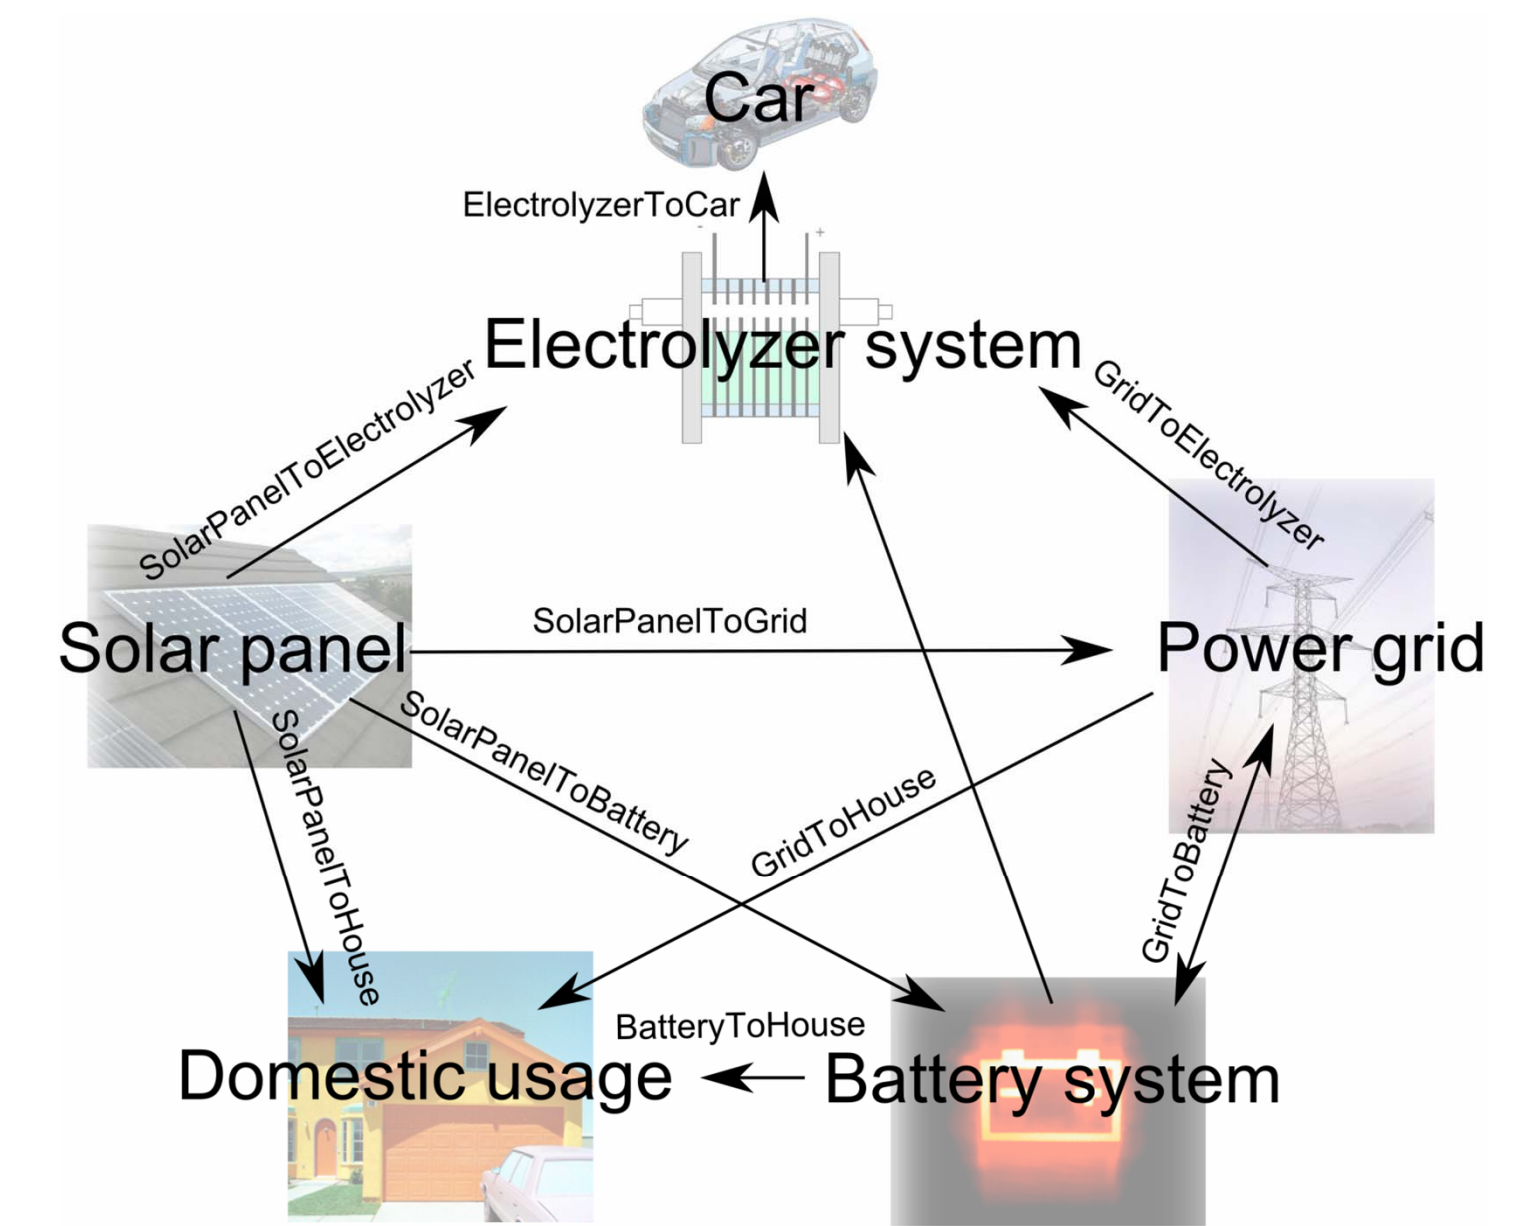 Car
ElectrolyzerToCar
- +
Electrolyzer system
SolarPanelToElectrolyzer
GridToElectrolyzer
SolarPanelToGrid
Solar panel
Power grid
SolarPanelToBattery
SolarPanelToHouse
GridToHouse
GridToBattery
BatteryToHouse
Domestic usage
Battery system